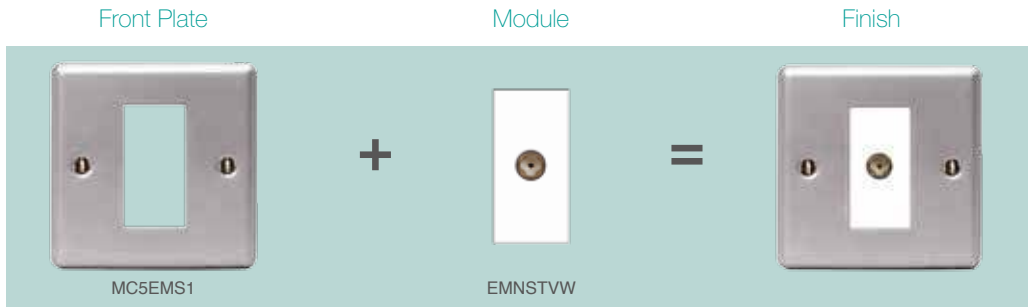 Front Plate
Module
Finish
+
=
MC5EMS1
EMNSTVW